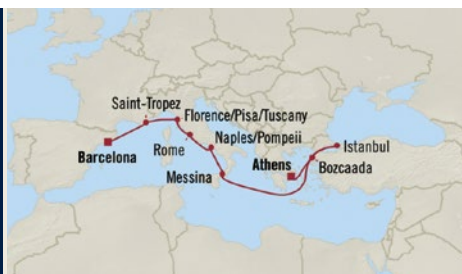 Saint-Tropez
Florence/Pisa/Tuscany
Naples/Pompeii
Istanbul
Rome
Barcelona
Athens
Bozcaada
Messina